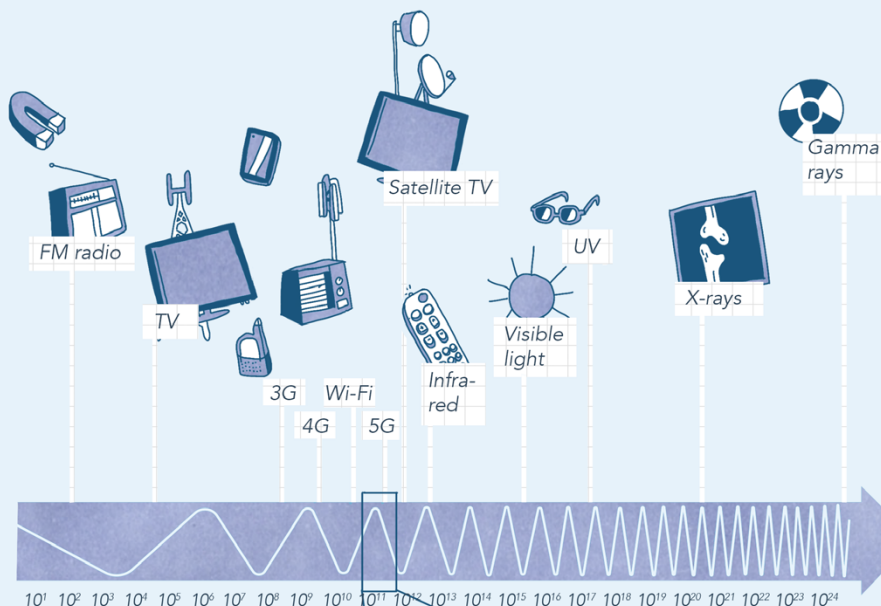 Gamma
rays
Satellite TV
FM radio
UV
X-rays
TV
Visible
light
Infra-
red
3G
Wi-Fi
4G
5G
10¹ 10² 10³ 10⁴ 10⁵ 10⁶ 10⁷ 10⁸ 10⁹ 10¹⁰ 10¹¹ 10¹² 10¹³ 10¹⁴ 10¹⁵ 10¹⁶ 10¹⁷ 10¹⁸ 10¹⁹ 10²⁰ 10²¹ 10²² 10²³ 10²⁴